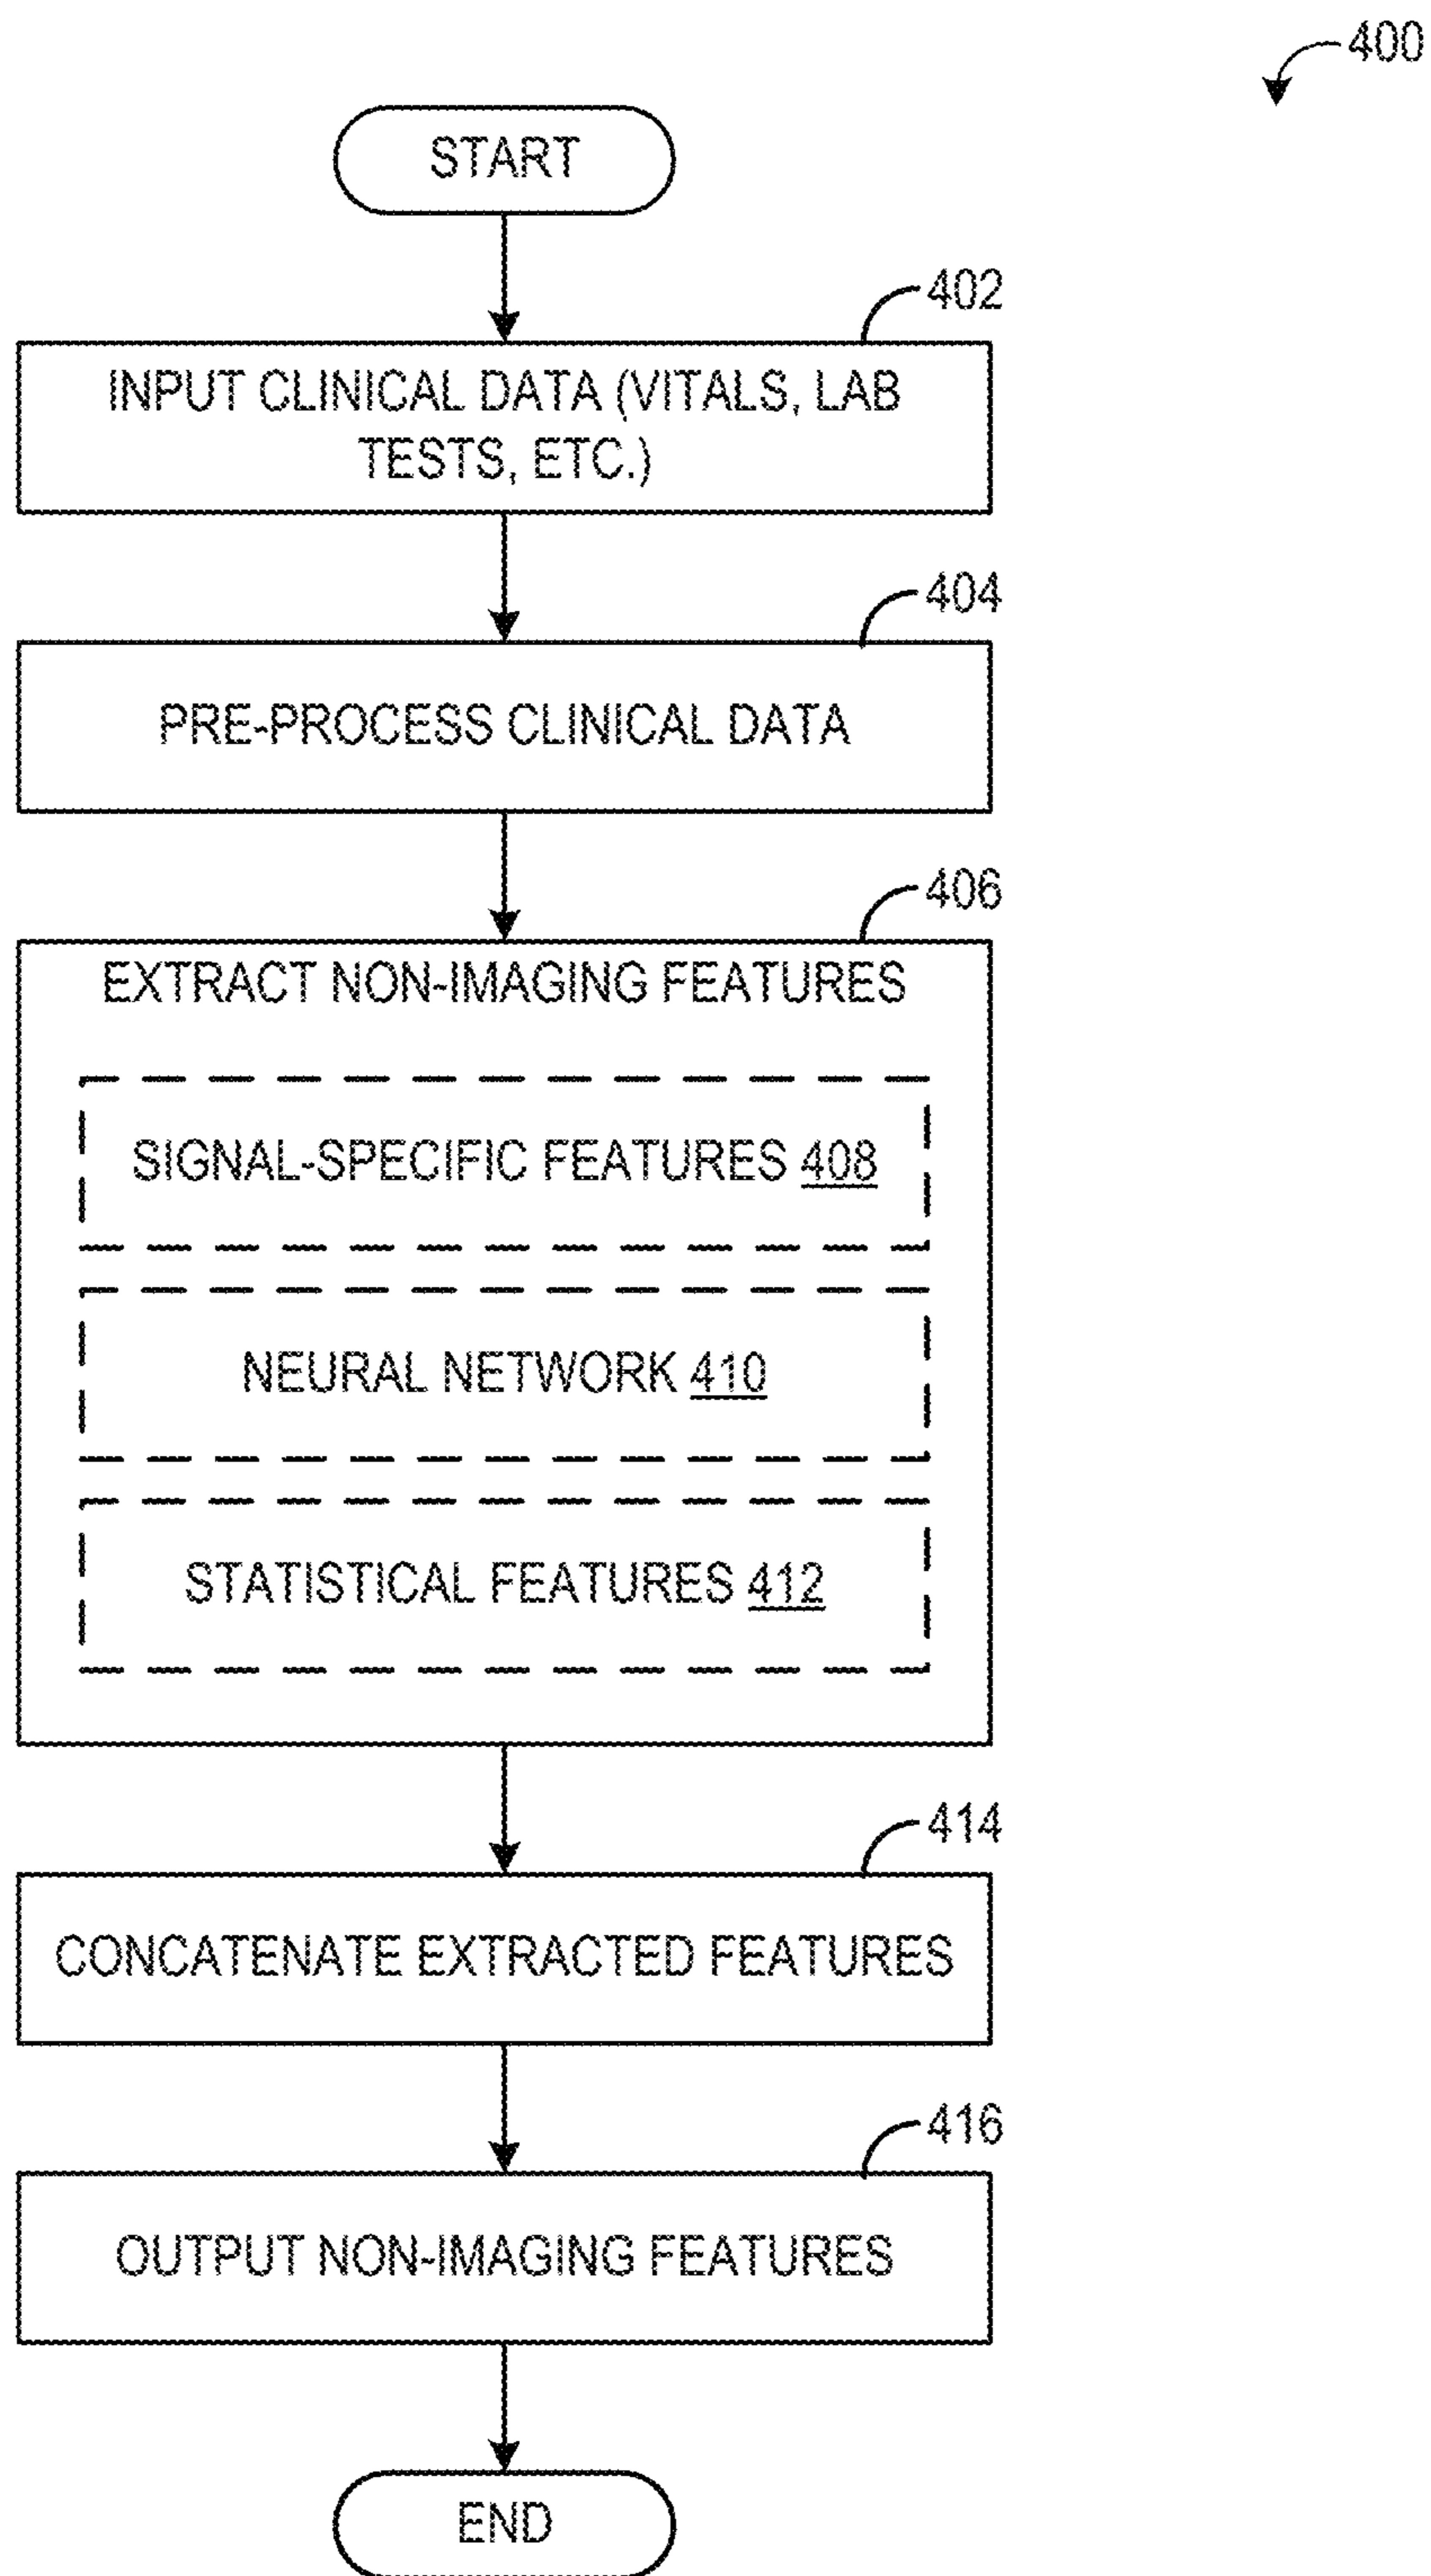 400
START
402
INPUT CLINICAL DATA (VITALS, LAB
TESTS, ETC.)
404
PRE-PROCESS CLINICAL DATA
406
EXTRACT NON-IMAGING FEATURES
SIGNAL-SPECIFIC FEATURES 408
NEURAL NETWORK 410
STATISTICAL FEATURES 412
414
CONCATENATE EXTRACTED FEATURES
416
OUTPUT NON-IMAGING FEATURES
END